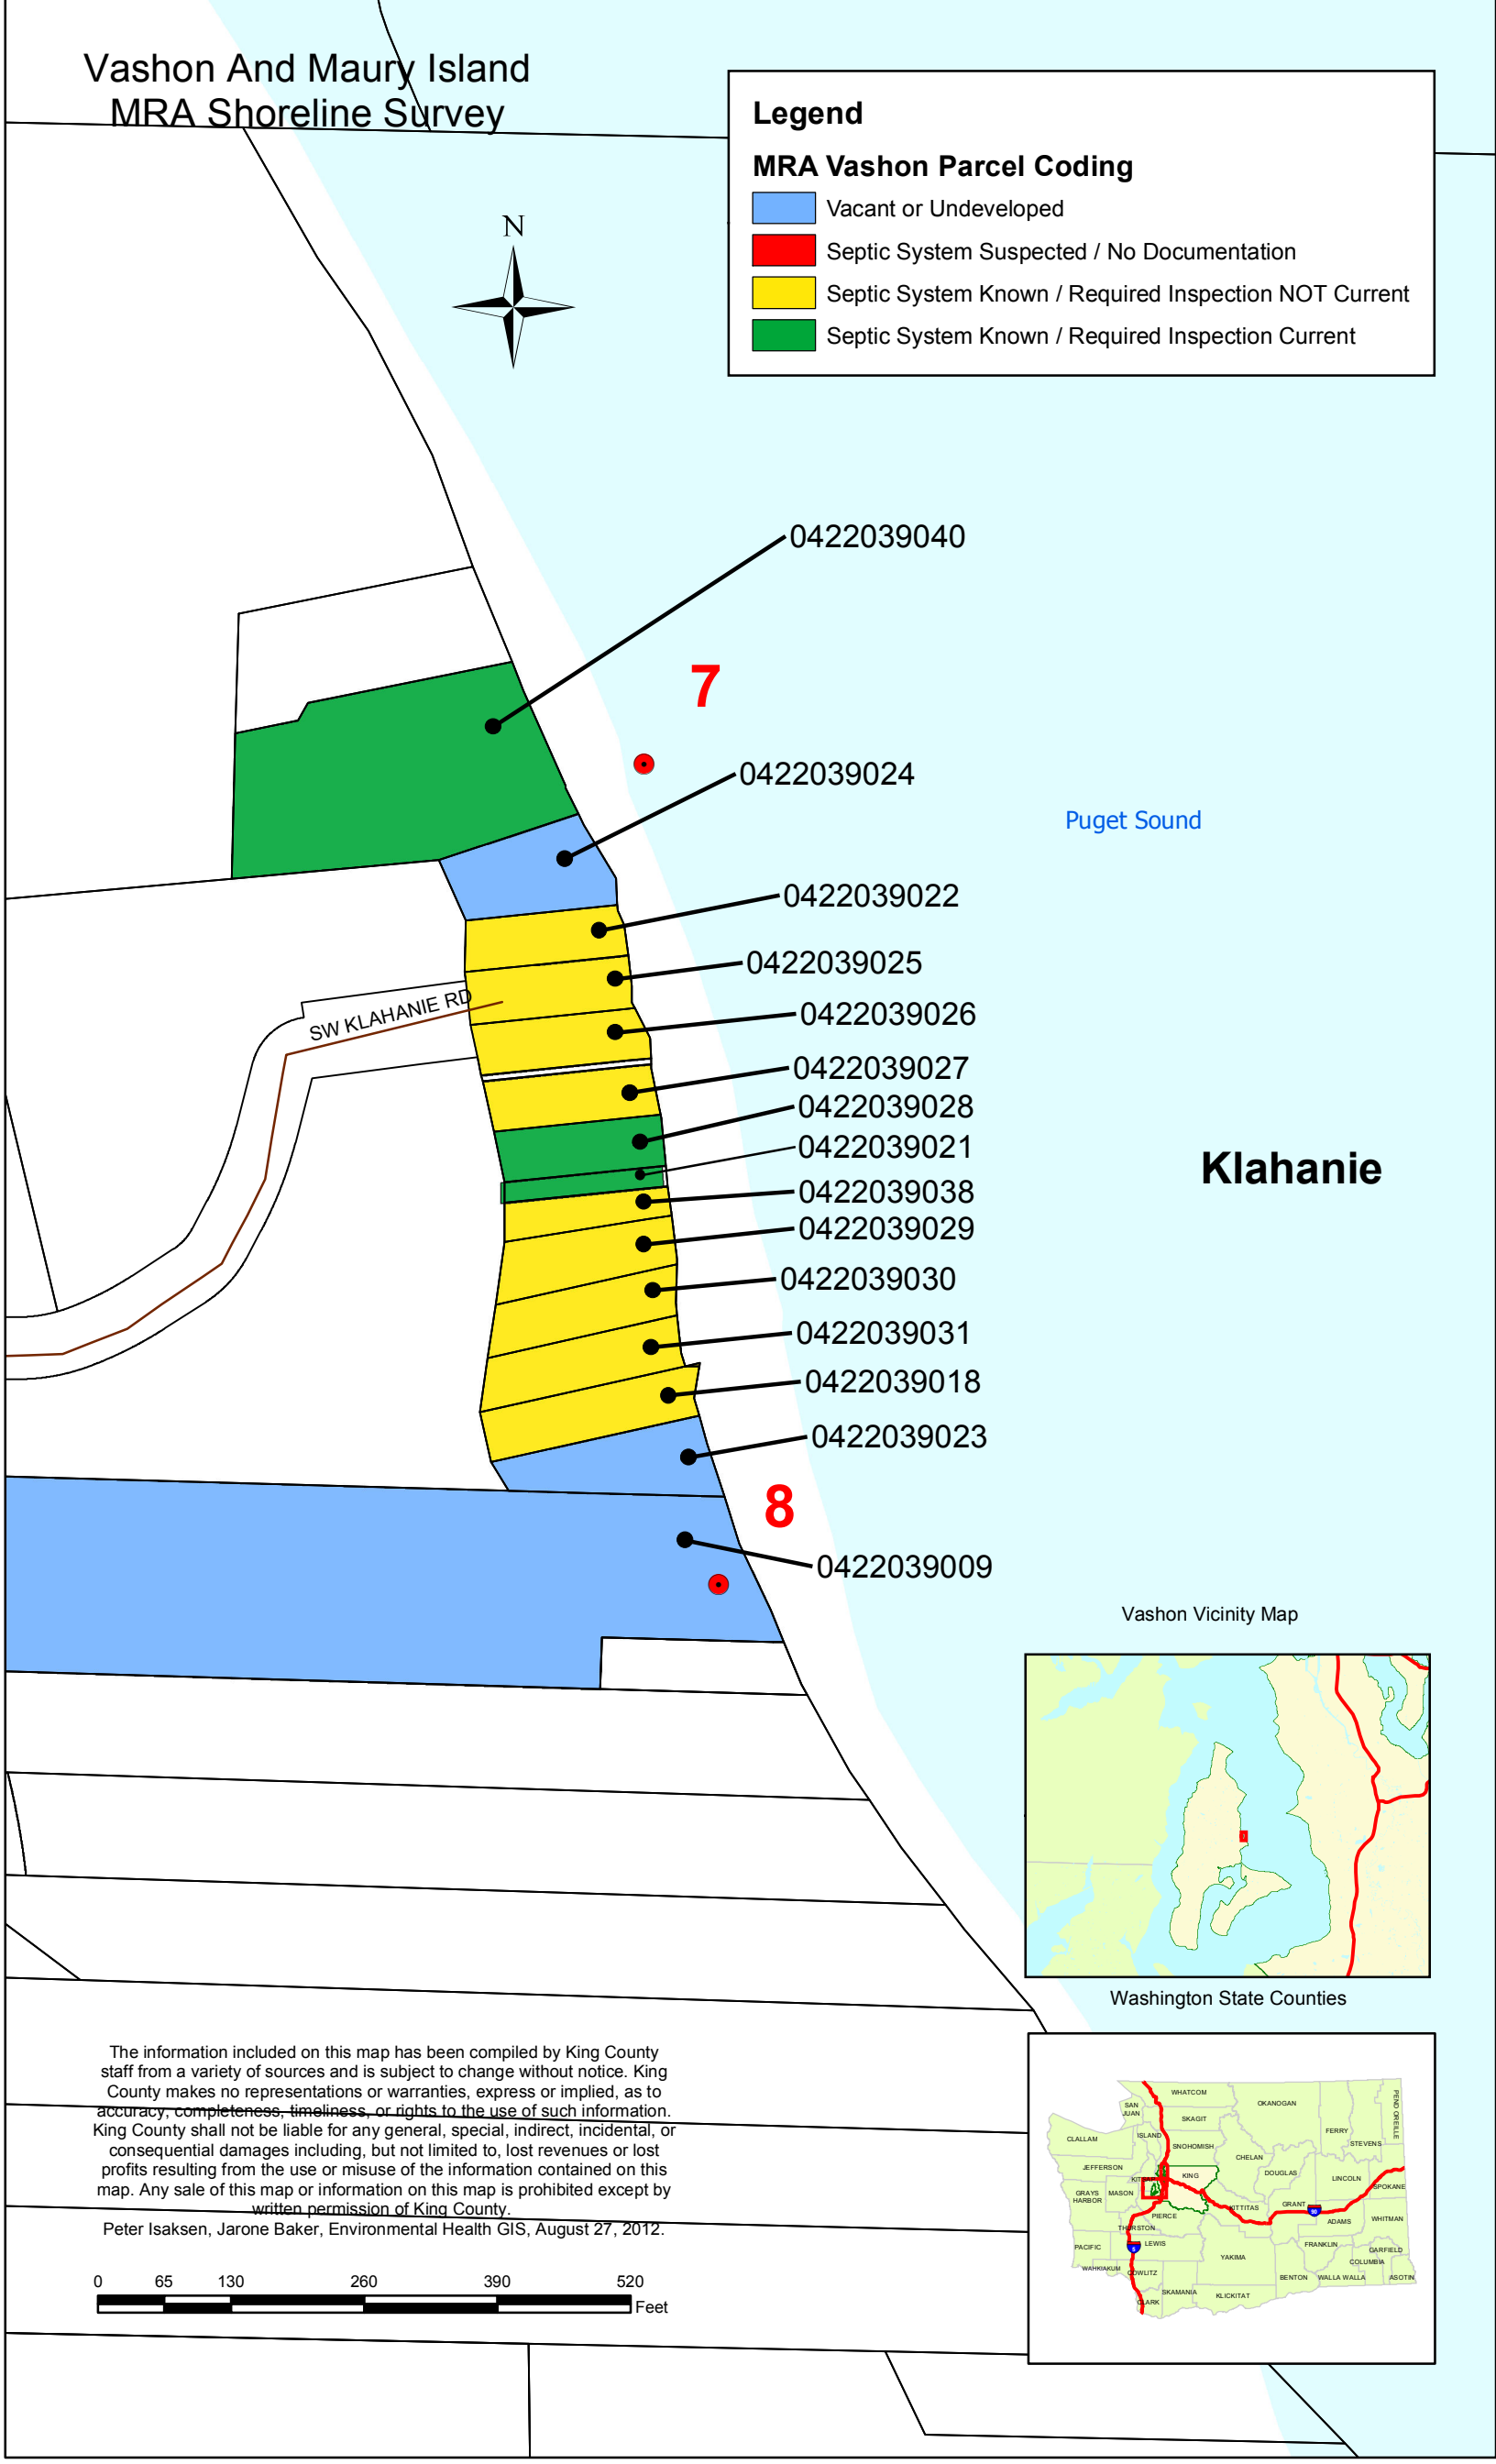 Vashon And Maury Island
MRA Shoreline Survey
Legend
MRA Vashon Parcel Coding
Vacant or Undeveloped
Septic System Suspected / No Documentation
Septic System Known / Required Inspection NOT Current
Septic System Known / Required Inspection Current
N
0422039040
7
0422039024
Puget Sound
0422039022
0422039025
SW KLAHANIE RD
0422039026
0422039027
0422039028
0422039021
Klahanie
0422039038
0422039029
0422039030
0422039031
0422039018
0422039023
8
0422039009
Vashon Vicinity Map
Washington State Counties
The information included on this map has been compiled by King County
staff from a variety of sources and is subject to change without notice. King
County makes no representations or warranties, express or implied, as to
accuracy, completeness, timeliness, or rights to the use of such information.
King County shall not be liable for any general, special, indirect, incidental, or
consequential damages including, but not limited to, lost revenues or lost
profits resulting from the use or misuse of the information contained on this
map. Any sale of this map or information on this map is prohibited except by
written permission of King County.
Peter Isaksen, Jarone Baker, Environmental Health GIS, August 27, 2012.
0 65 130 260 390 520
Feet
WHATCOM
SAN
JUAN
OKANOGAN
PEND OREILLE
SKAGIT
FERRY
STEVENS
ISLAND
CLALLAM
SNOHOMISH
CHELAN
JEFFERSON
DOUGLAS
KING
LINCOLN
SPOKANE
GRAYS
HARBOR
MASON
KITTITAS
GRANT
PIERCE
ADAMS
WHITMAN
THURSTON
LEWIS
PACIFIC
FRANKLIN
GARFIELD
YAKIMA
COLUMBIA
WAHKIAKUM
COWLITZ
BENTON
WALLA WALLA
ASOTIN
SKAMANIA
KLICKITAT
CLARK